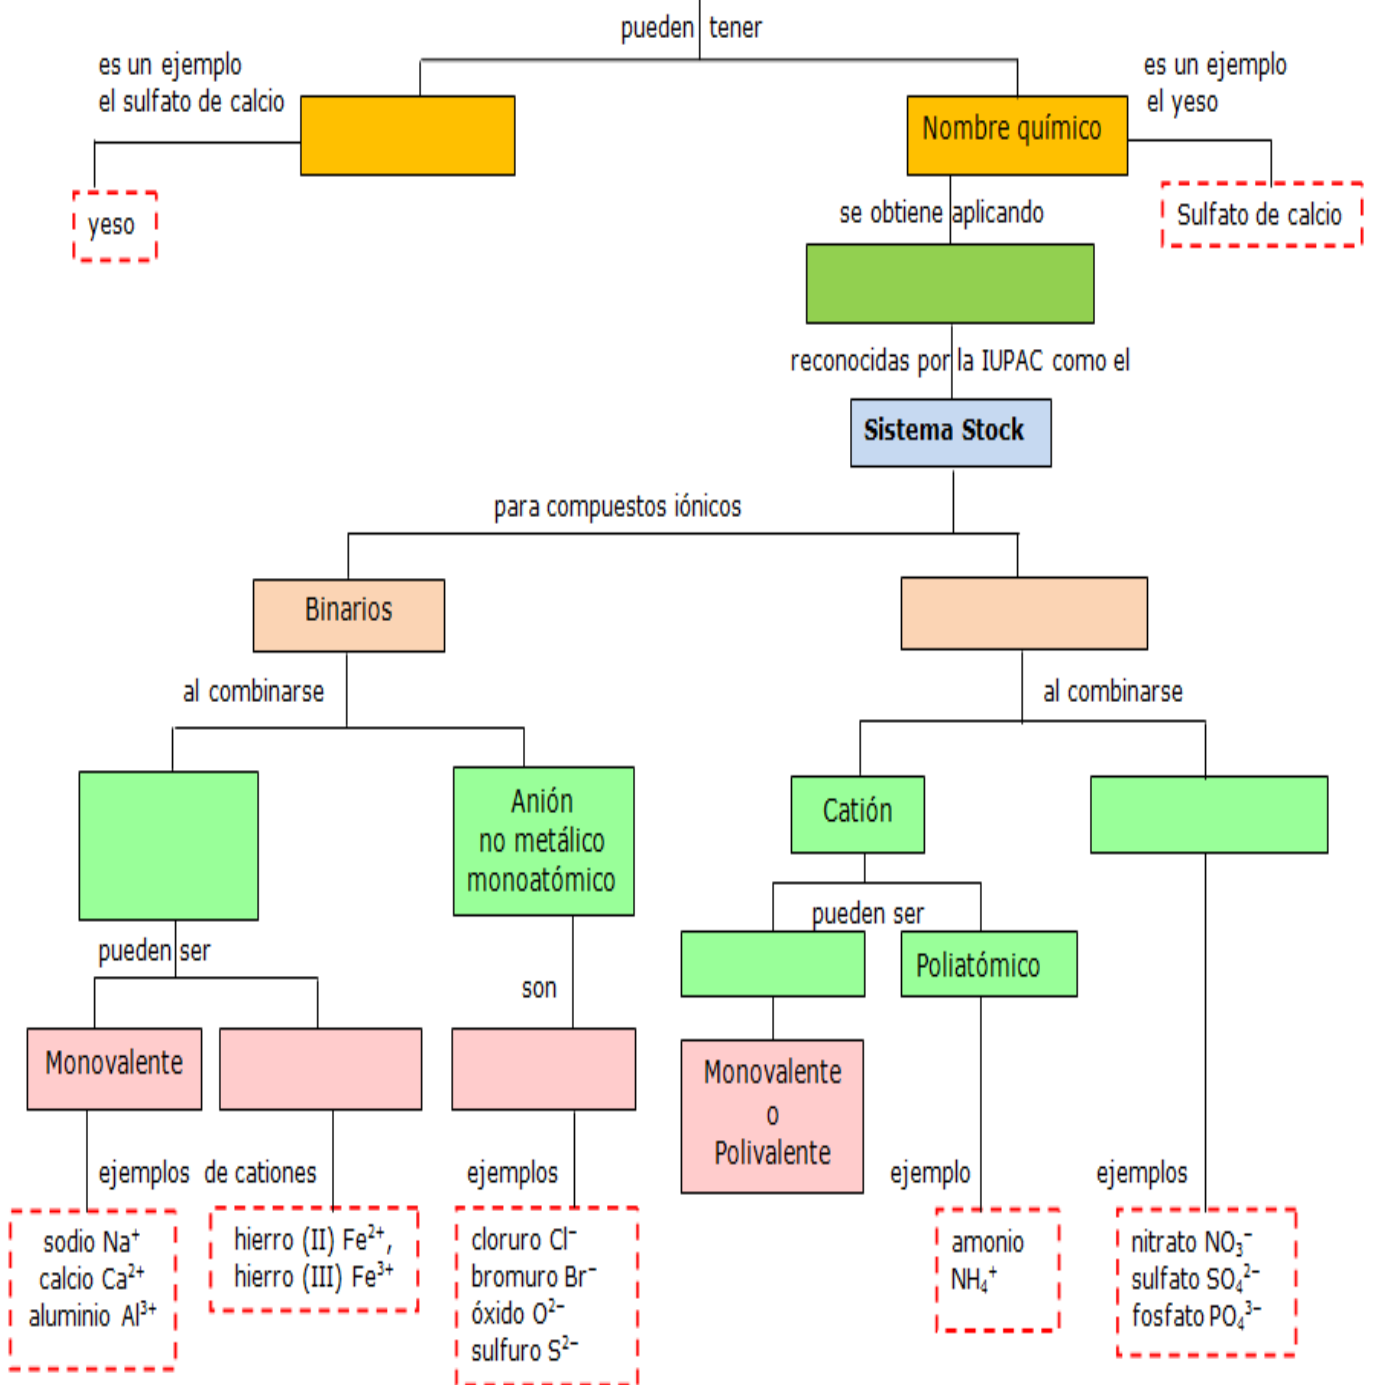 pueden tener
es un ejemplo
el sulfato de calcio
es un ejemplo
el yeso
Nombre químico
yeso
Sulfato de calcio
se obtiene aplicando
reconocidas por la IUPAC como el
Sistema Stock
para compuestos iónicos
Binarios
al combinarse
al combinarse
Anión
no metálico
monoatómico
Catión
pueden ser
pueden ser
Poliatómico
son
Monovalente
Monovalente
o
Polivalente
ejemplos de cationes
ejemplos
ejemplo
ejemplos
sodio Na⁺
calcio Ca²⁺
aluminio Al³⁺
hierro (II) Fe²⁺,
hierro (III) Fe³⁺
cloruro Cl⁻
bromuro Br⁻
óxido O²⁻
sulfuro S²⁻
amonio
NH₄⁺
nitrato NO₃⁻
sulfato SO₄²⁻
fosfato PO₄³⁻